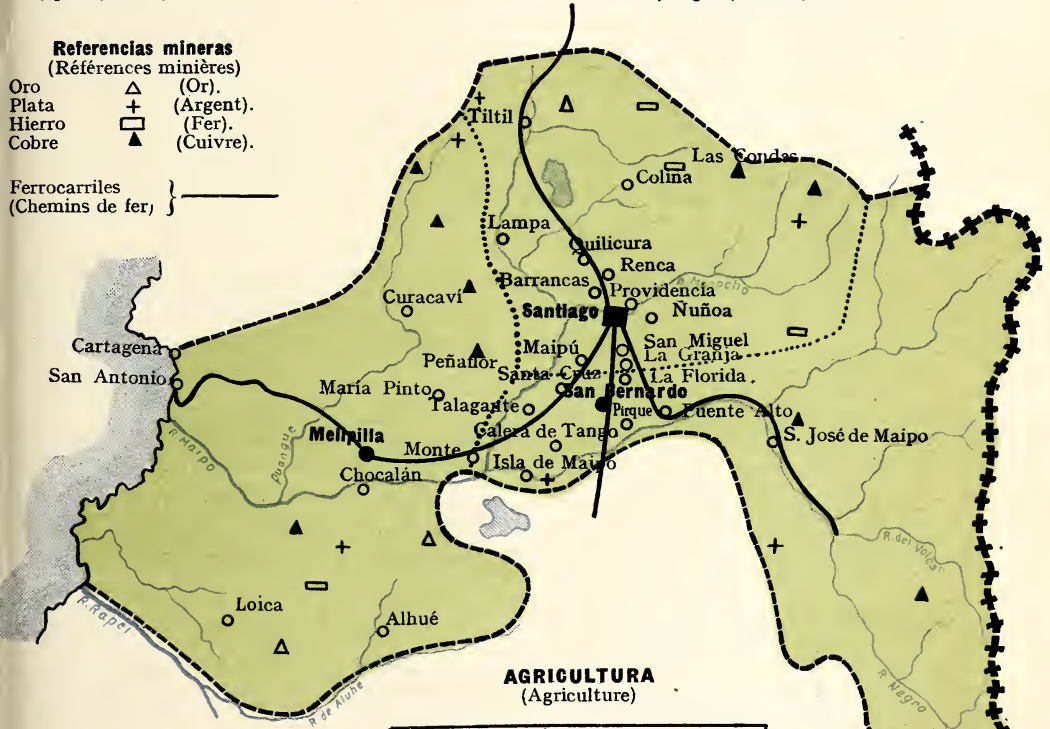 Referencias mineras
(Références minières)
Oro (Or).
Plata (Argent).
Hierro (Fer).
Cobre (Cuivre).
Ferrocarriles
(Chemins de fer)
Tiltil
Las Condas
Colina
Lampa
Quilicura
Renca
Barrancas
Providencia
R. Mapocho
Curacaví
Santiago
Ñuñoa
Cartagena
Maipú
San Miguel
Peñaflor
La Granja
San Antonio
Santa Cruz
La Florida
María Pinto
San Bernardo
Talagante
Pirque
Puente Alto
R. Maipo
Puangue
Melipilla
Calera de Tango
S. José de Maipo
Monte
Isla de Maipo
Chocalán
R. del Volcan
Loica
Alhué
R. Rapel
R. de Aluhe
R. Negro
AGRICULTURA
(Agriculture)